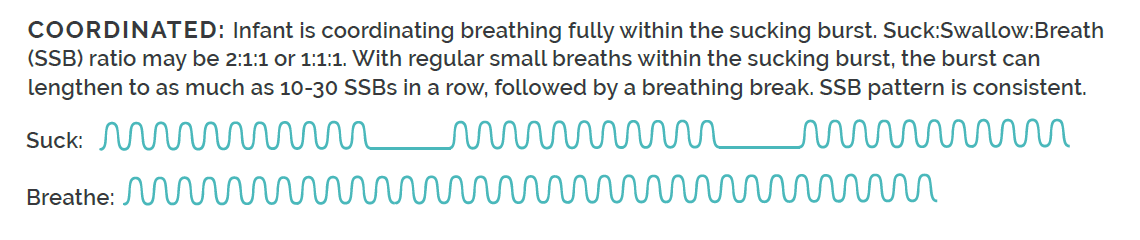 COORDINATED: Infant is coordinating breathing fully within the sucking burst. Suck:Swallow:Breath
(SSB) ratio may be 2:1:1 or 1:1:1. With regular small breaths within the sucking burst, the burst can
lengthen to as much as 10-30 SSBs in a row, followed by a breathing break. SSB pattern is consistent.
Suck:
Breathe: